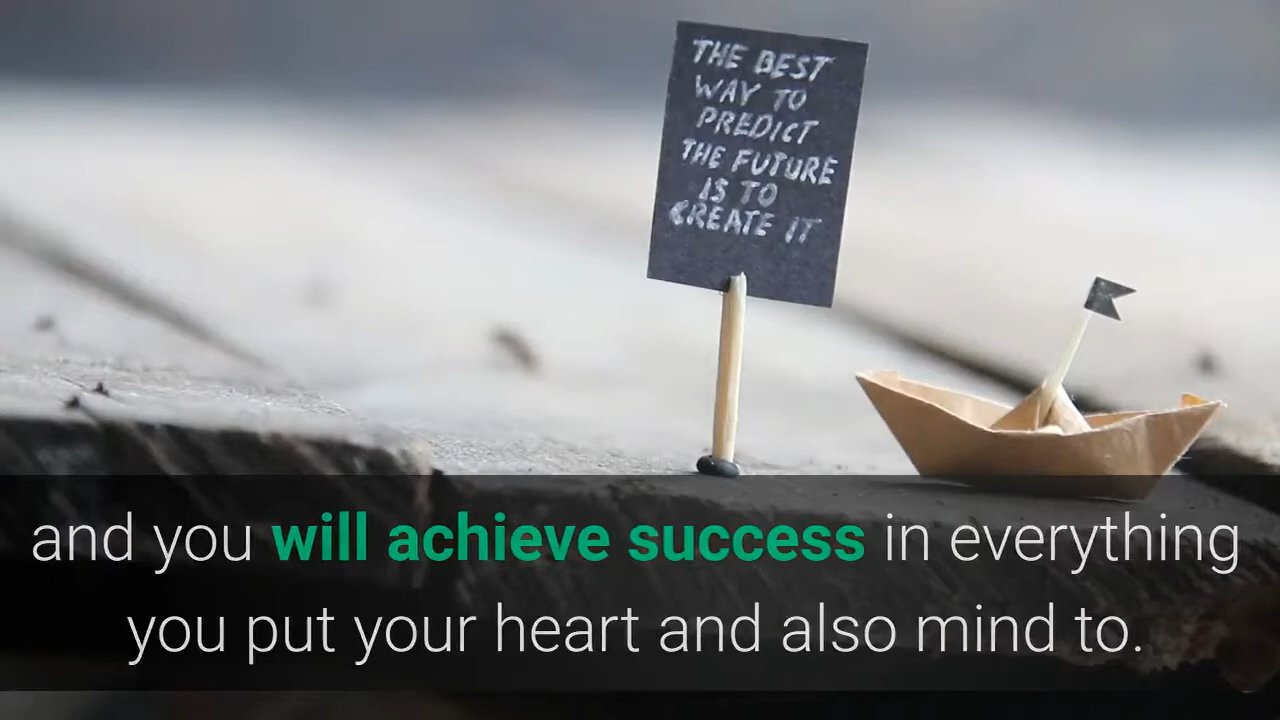 THE BEST
WAY TO
PREDICT
THE FUTURE
IS TO
CREATE IT
and you will achieve success in everything
you put your heart and also mind to.